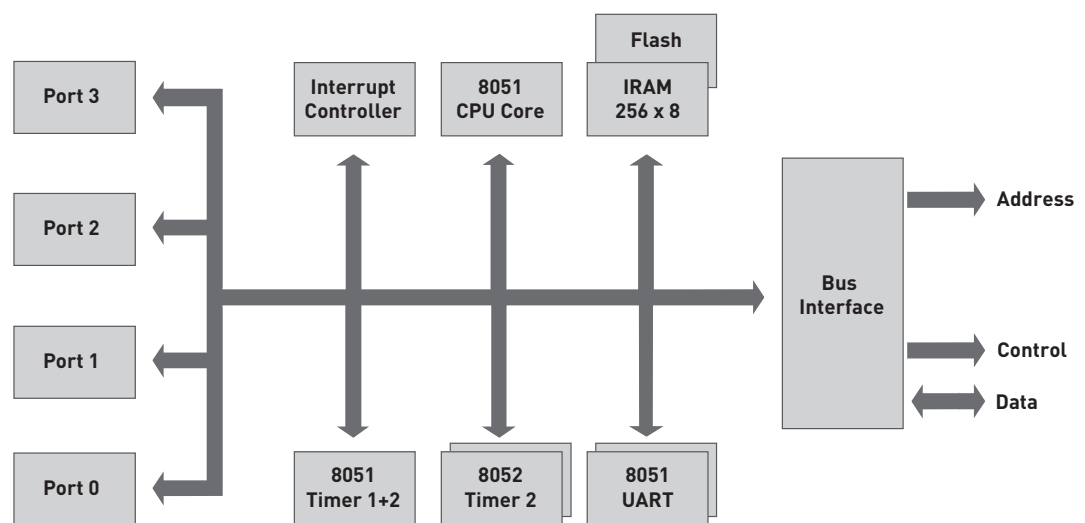 Flash
Port 3
Interrupt
Controller
8051
CPU Core
IRAM
256 x 8
Port 2
Address
Bus
Interface
Port 1
Control
Data
Port 0
8051
Timer 1+2
8052
Timer 2
8051
UART